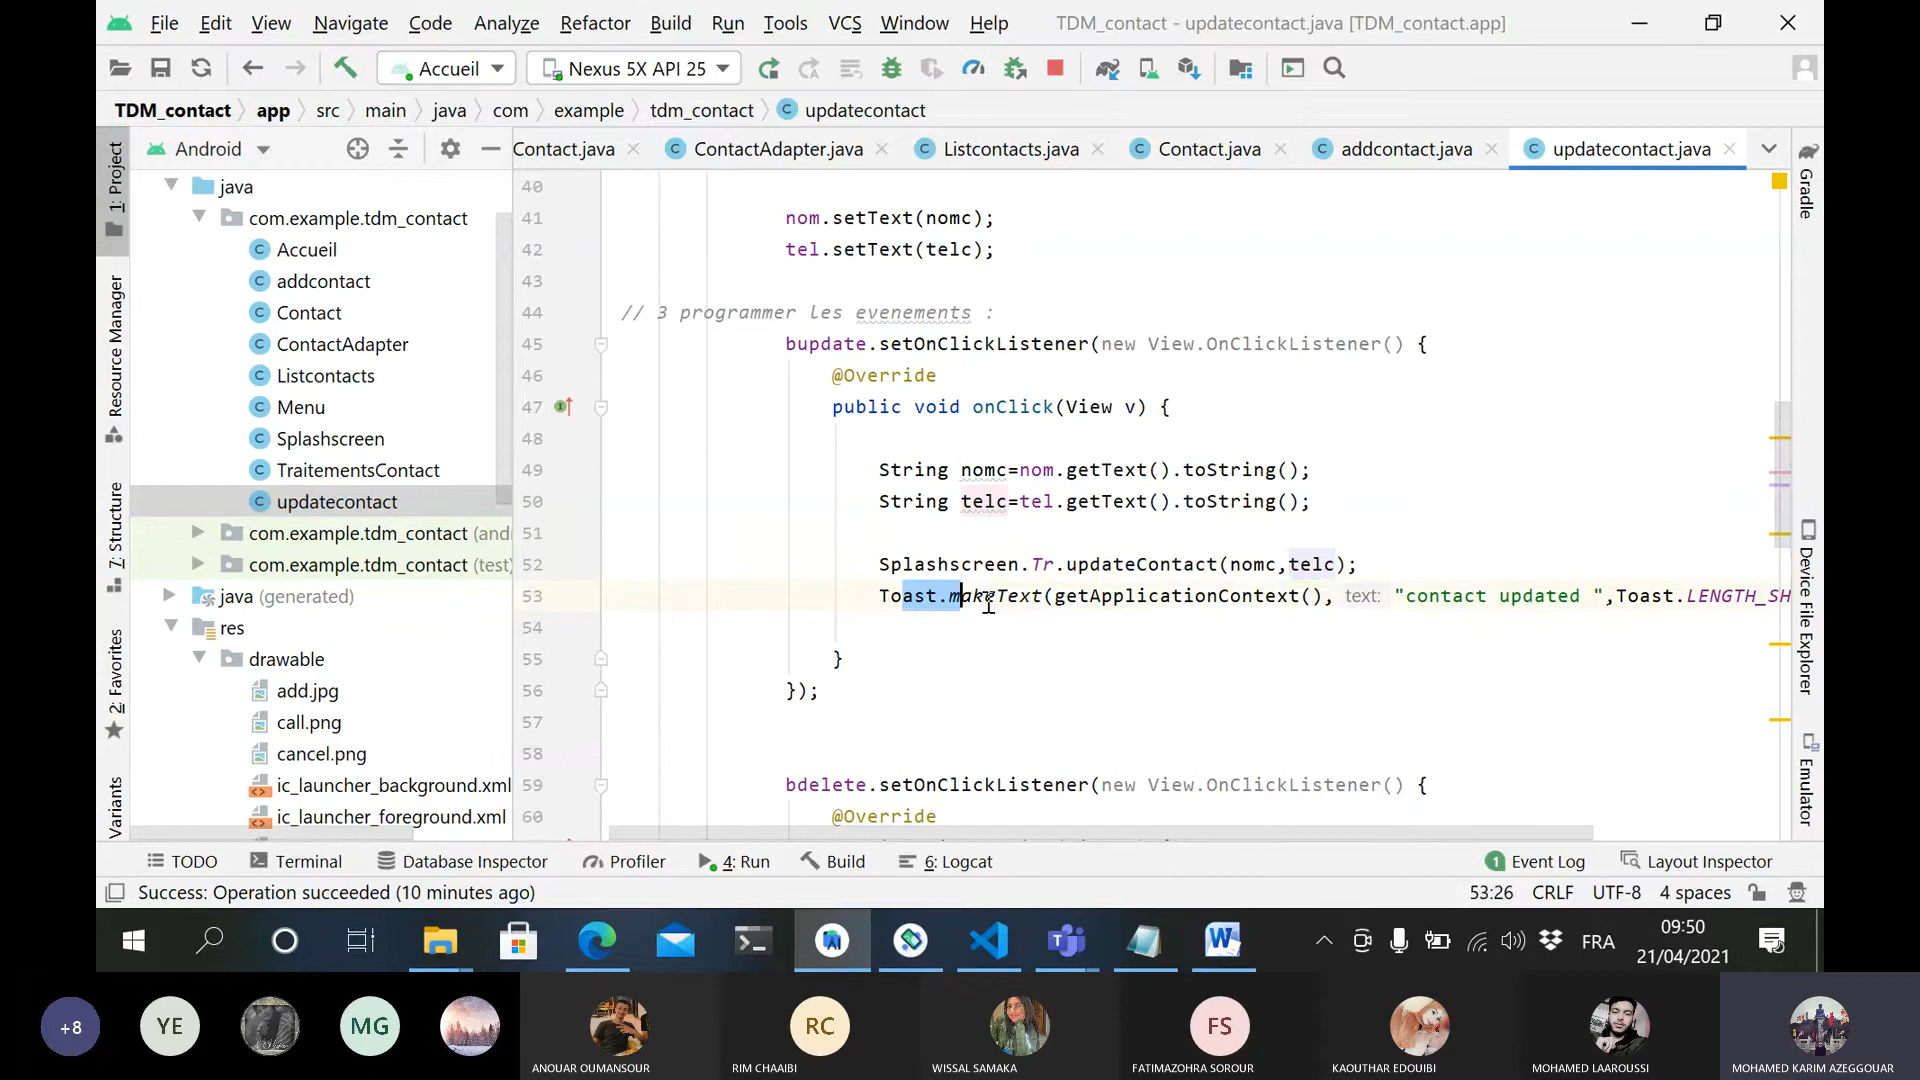 File Edit View Navigate Code Analyze Refactor Build Run Tools VCS Window Help TDM_contact - updatecontact.java [TDM_contact.app]
Accueil Nexus 5X API 25
TDM_contact app src main java com example tdm_contact updatecontact
Android
Contact.java ContactAdapter.java Listcontacts.java Contact.java addcontact.java updatecontact.java
1: Project
Resource Manager
7: Structure
2: Favorites
Variants
java
com.example.tdm_contact
Accueil
addcontact
Contact
ContactAdapter
Listcontacts
Menu
Splashscreen
TraitementsContact
updatecontact
com.example.tdm_contact (and
com.example.tdm_contact (test)
java (generated)
res
drawable
add.jpg
call.png
cancel.png
ic_launcher_background.xml
ic_launcher_foreground.xml
40
41 nom.setText(nomc);
42 tel.setText(telc);
43
44 // 3 programmer les evenements :
45 bupdate.setOnClickListener(new View.OnClickListener() {
46 @Override
47 public void onClick(View v) {
48
49 String nomc=nom.getText().toString();
50 String telc=tel.getText().toString();
51
52 Splashscreen.Tr.updateContact(nomc,telc);
53 Toast.makeText(getApplicationContext(), text: "contact updated ",Toast.LENGTH_SH
54
55 }
56 });
57
58
59 bdelete.setOnClickListener(new View.OnClickListener() {
60 @Override
Gradle
Device File Explorer
Emulator
TODO Terminal Database Inspector Profiler 4: Run Build 6: Logcat 1 Event Log Layout Inspector
Success: Operation succeeded (10 minutes ago) 53:26 CRLF UTF-8 4 spaces
FRA 09:50
21/04/2021
+8 YE MG RC FS
ANOUAR OUMANSOUR RIM CHAAIBI WISSAL SAMAKA FATIMAZOHRA SOROUR KAOUTHAR EDOUIBI MOHAMED LAAROUSSI MOHAMED KARIM AZEGGOUAR